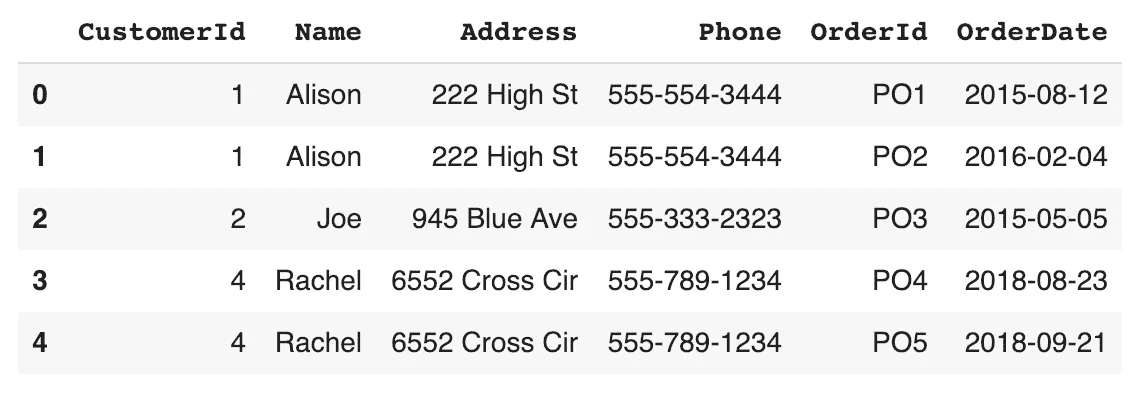 CustomerId Name Address Phone OrderId OrderDate
0 1 Alison 222 High St 555-554-3444 PO1 2015-08-12
1 1 Alison 222 High St 555-554-3444 PO2 2016-02-04
2 2 Joe 945 Blue Ave 555-333-2323 PO3 2015-05-05
3 4 Rachel 6552 Cross Cir 555-789-1234 PO4 2018-08-23
4 4 Rachel 6552 Cross Cir 555-789-1234 PO5 2018-09-21